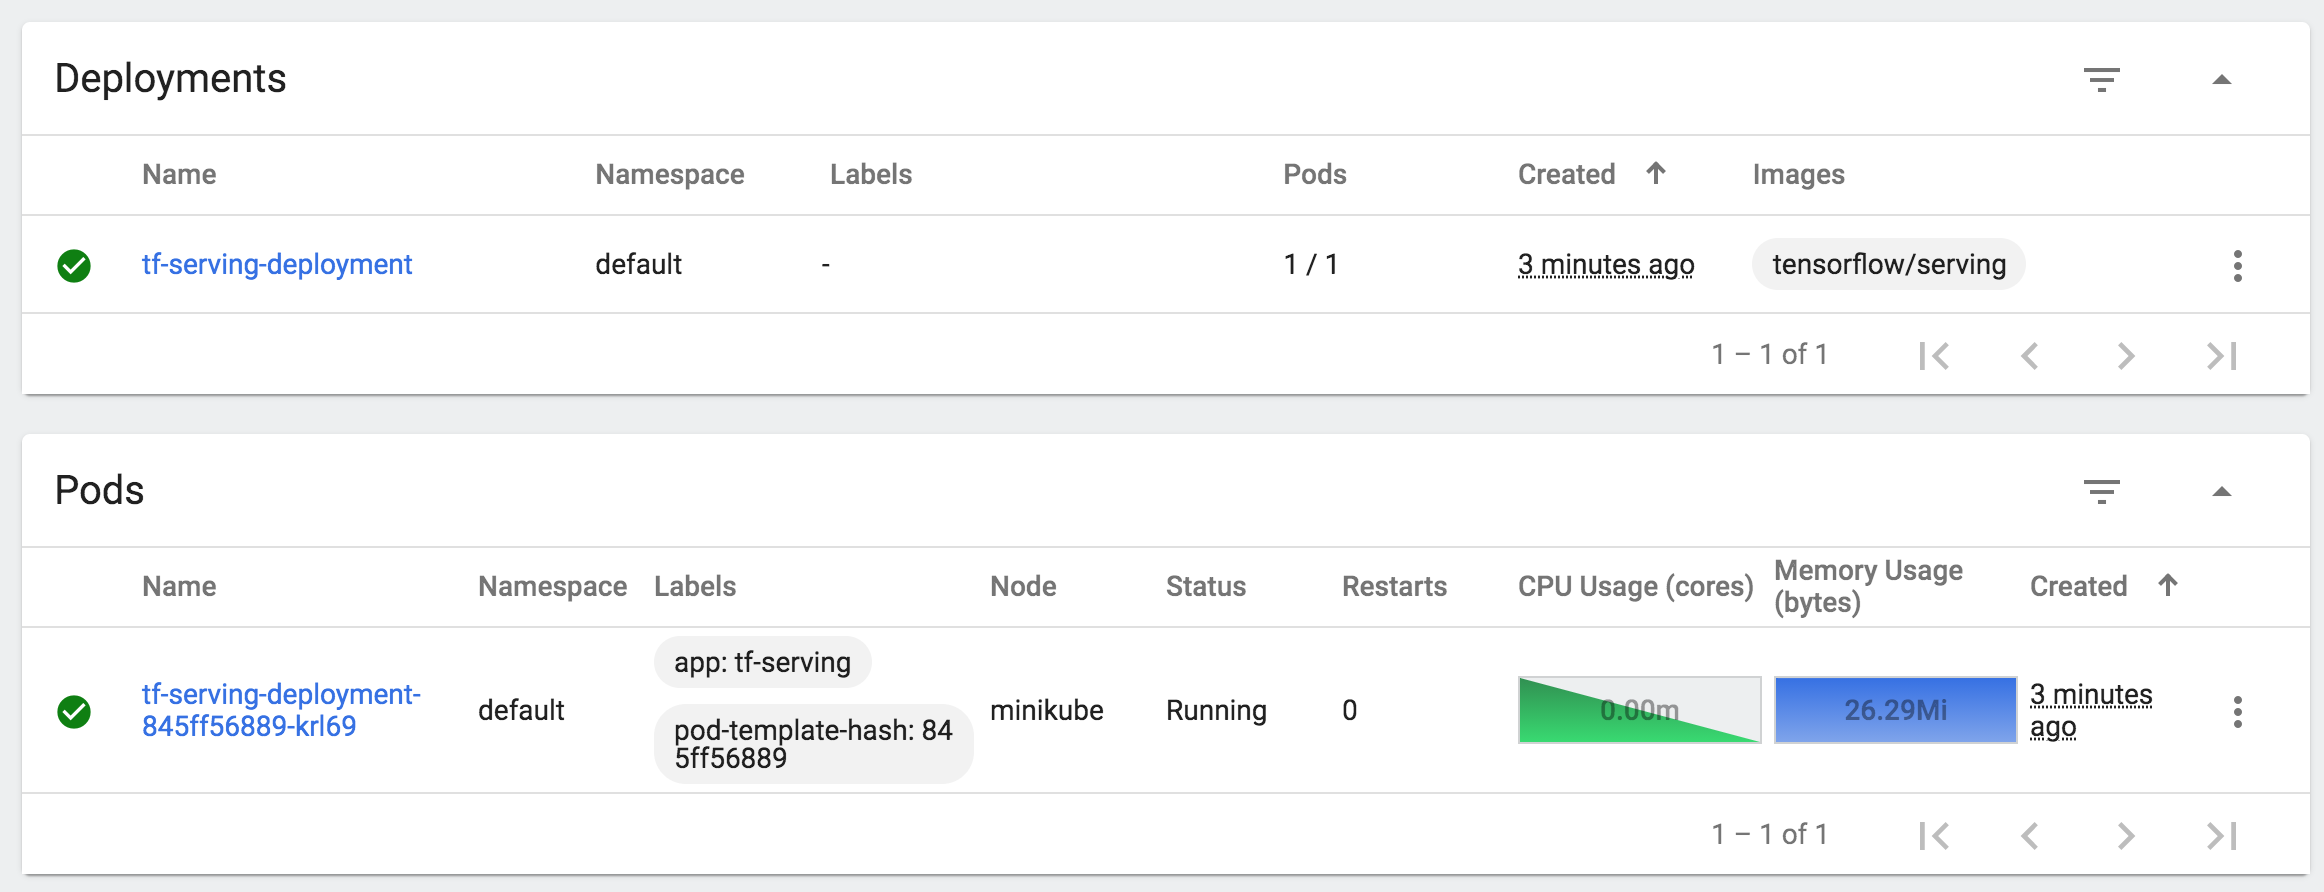 Deployments
Name Namespace Labels Pods Created Images
tf-serving-deployment default - 1 / 1 3 minutes ago tensorflow/serving
1 – 1 of 1
Pods
Name Namespace Labels Node Status Restarts CPU Usage (cores) Memory Usage (bytes) Created
tf-serving-deployment-
845ff56889-krl69
default
app: tf-serving
pod-template-hash: 84
5ff56889
minikube Running 0 0.00m 26.29Mi
3 minutes
ago
1 – 1 of 1